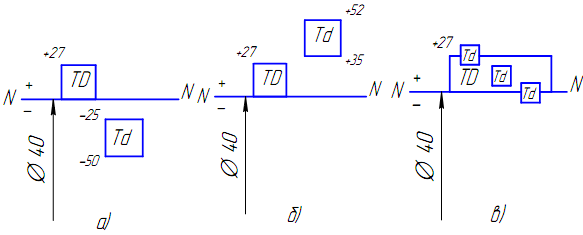 +27
TD
N + N
−
−25
Td
−50
Ø 40
а)
+52
Td
+35
+27
TD
N + N
−
Ø 40
б)
+27
Td
TD Td
N + N
−
Td
Ø 40
в)